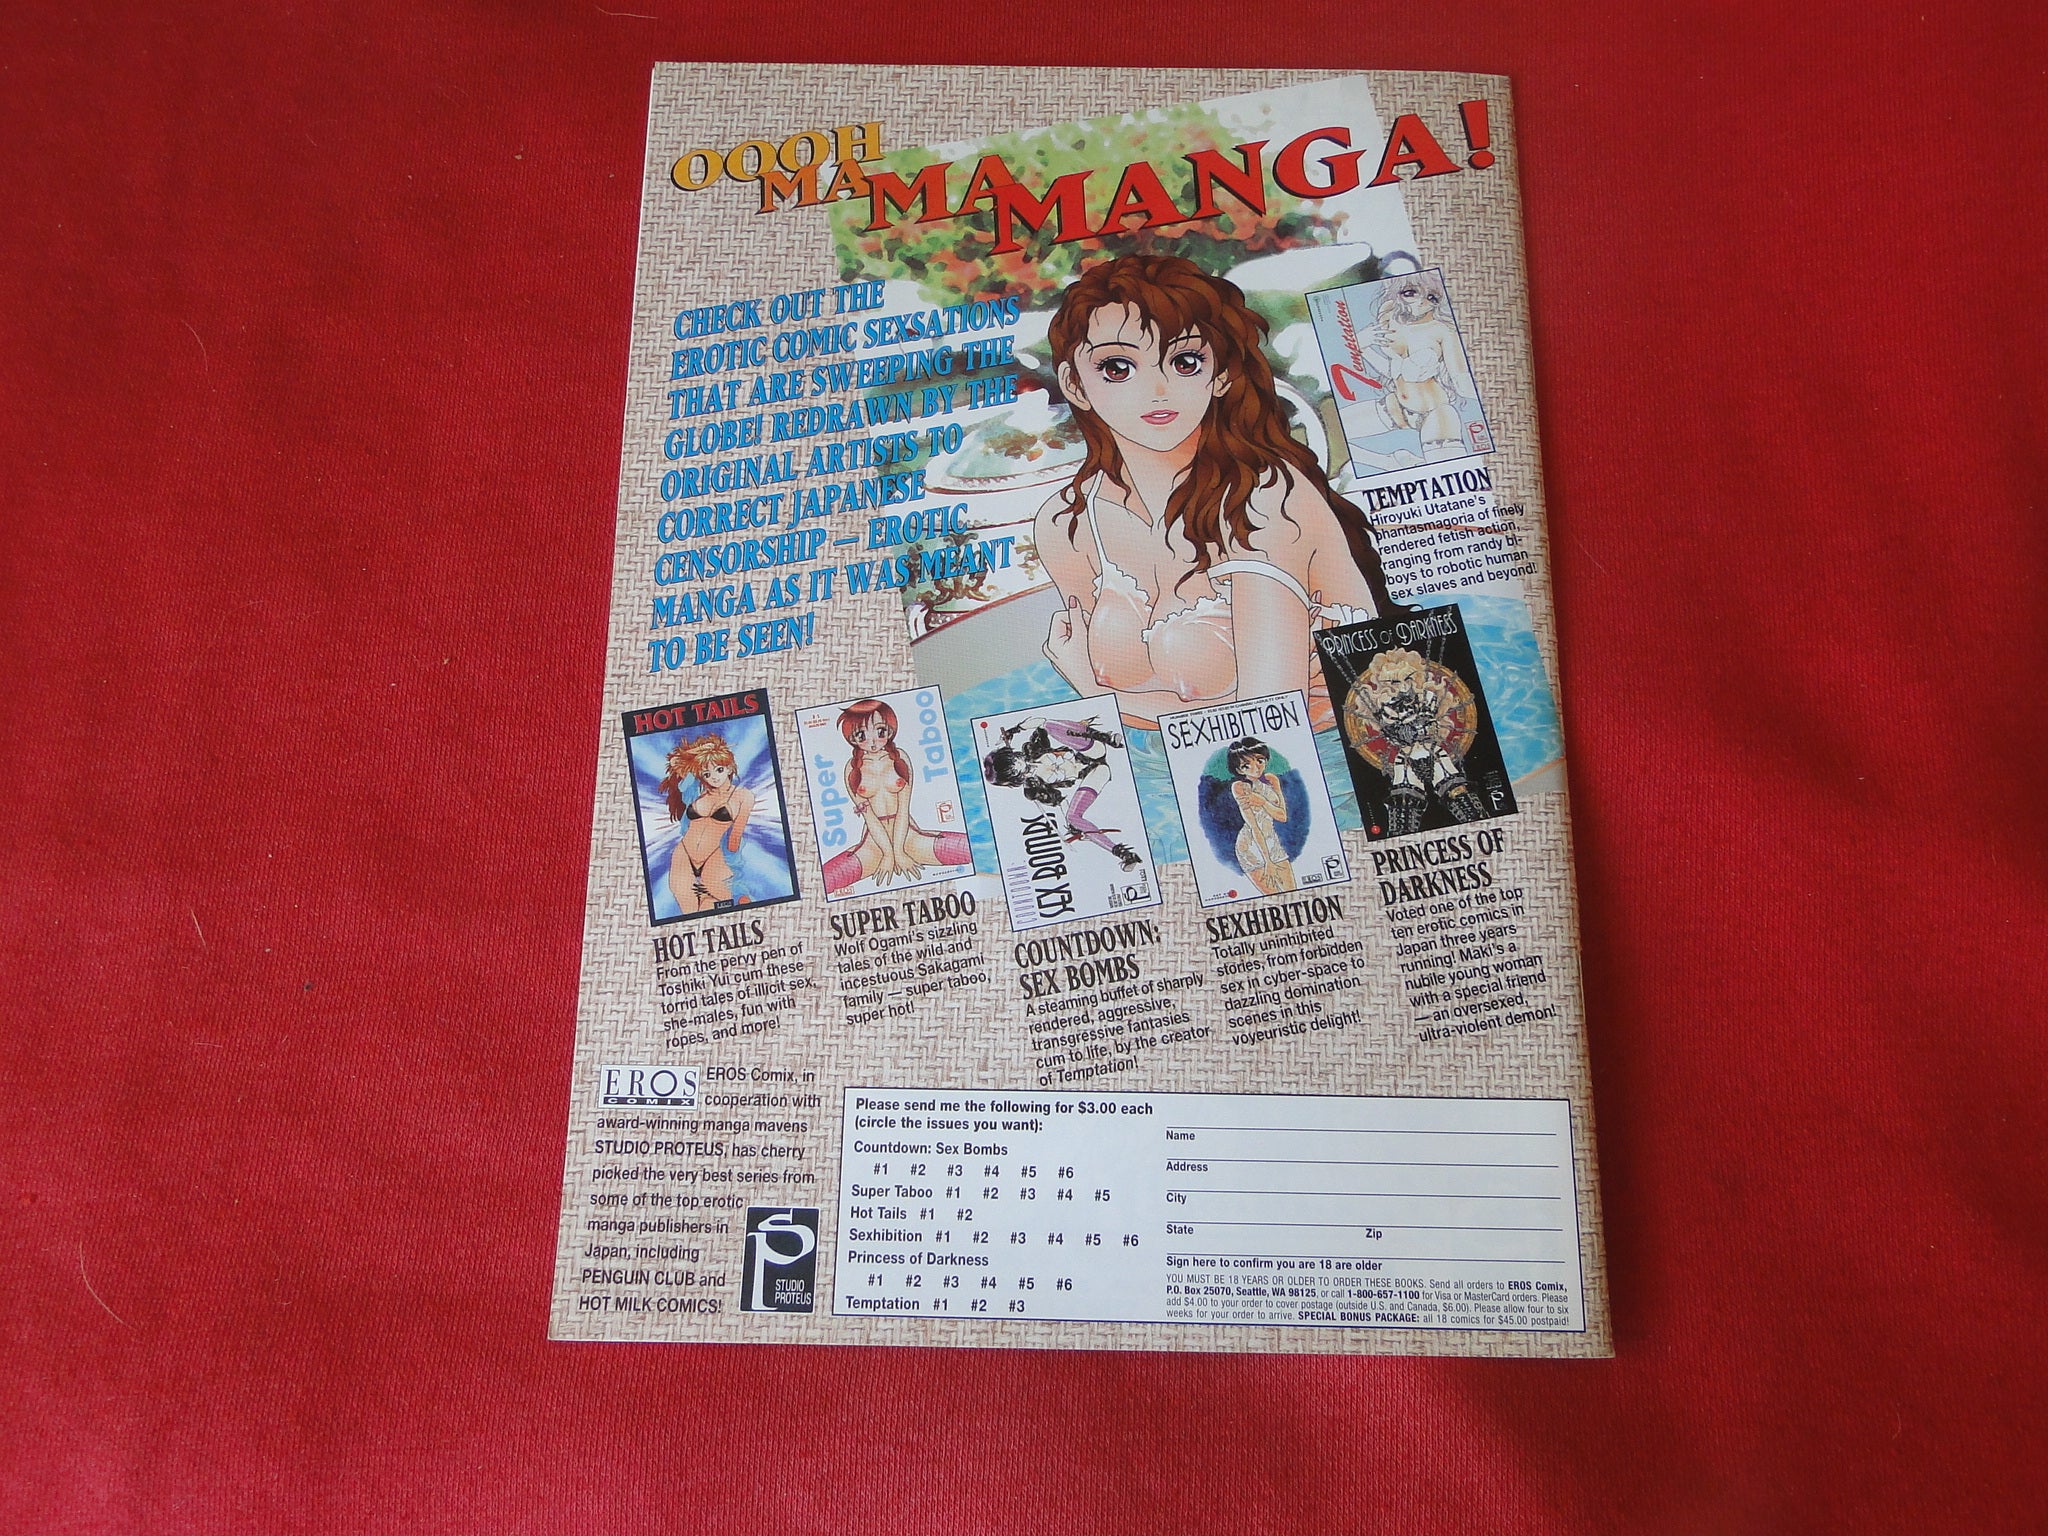 OOOH
MA MA MANGA!
CHECK OUT THE
EROTIC COMIC SEXSATIONS
THAT ARE SWEEPING THE
GLOBE! REDRAWN BY THE
ORIGINAL ARTISTS TO
CORRECT JAPANESE
CENSORSHIP — EROTIC
MANGA AS IT WAS MEANT
TO BE SEEN!
Temptation
TEMPTATION
Hiroyuki Utatane's
phantasmagoria of finely
rendered fetish action,
ranging from randy bi-
boys to robotic human
sex slaves and beyond!
HOT TAILS
Super Taboo
COUNTDOWN
SEX BOMBS
SEXHIBITION
PRINCESS OF DARKNESS
HOT TAILS
From the pervy pen of
Toshiki Yui cum these
torrid tales of illicit sex,
she-males, fun with
ropes, and more!
SUPER TABOO
Wolf Ogami's sizzling
tales of the wild and
incestuous Sakagami
family — super taboo,
super hot!
COUNTDOWN:
SEX BOMBS
A steaming buffet of sharply
rendered, aggressive,
transgressive fantasies
cum to life, by the creator
of Temptation!
SEXHIBITION
Totally uninhibited
stories, from forbidden
sex in cyber-space to
dazzling domination
scenes in this
voyeuristic delight!
PRINCESS OF
DARKNESS
Voted one of the top
ten erotic comics in
Japan three years
running! Maki's a
nubile young woman
with a special friend
— an oversexed,
ultra-violent demon!
EROS
COMIX
EROS Comix, in
cooperation with
award-winning manga mavens
STUDIO PROTEUS, has cherry
picked the very best series from
some of the top erotic
manga publishers in
Japan, including
PENGUIN CLUB and
HOT MILK COMICS!
STUDIO
PROTEUS
Please send me the following for $3.00 each
(circle the issues you want):
Countdown: Sex Bombs
#1 #2 #3 #4 #5 #6
Super Taboo #1 #2 #3 #4 #5
Hot Tails #1 #2
Sexhibition #1 #2 #3 #4 #5 #6
Princess of Darkness
#1 #2 #3 #4 #5 #6
Temptation #1 #2 #3
Name
Address
City
State Zip
Sign here to confirm you are 18 are older
YOU MUST BE 18 YEARS OR OLDER TO ORDER THESE BOOKS. Send all orders to EROS Comix,
P.O. Box 25070, Seattle, WA 98125, or call 1-800-657-1100 for Visa or MasterCard orders. Please
add $4.00 to your order to cover postage (outside U.S. and Canada, $6.00). Please allow four to six
weeks for your order to arrive. SPECIAL BONUS PACKAGE: all 18 comics for $45.00 postpaid!